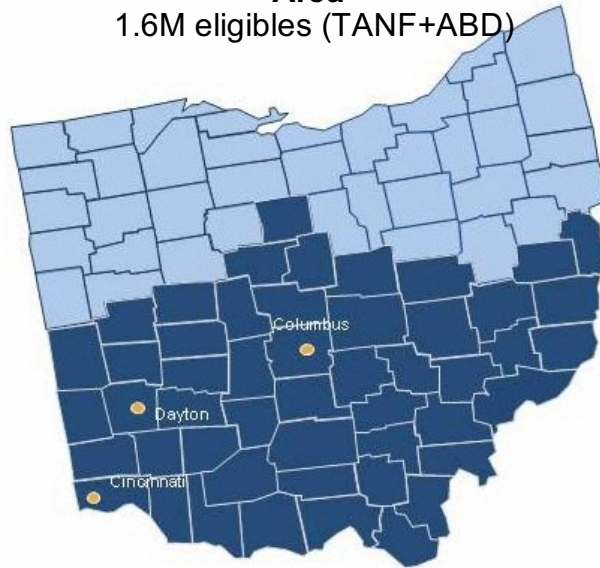 Area
1.6M eligibles (TANF+ABD)
Columbus
Dayton
Cincinnati